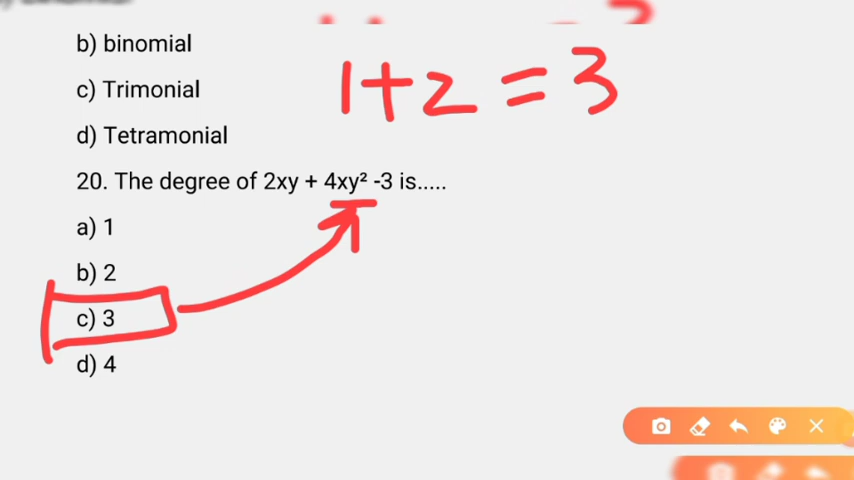 b) binomial
1+2=3
c) Trimonial
d) Tetramonial
20. The degree of 2xy + 4xy² -3 is.....
a) 1
b) 2
c) 3
d) 4